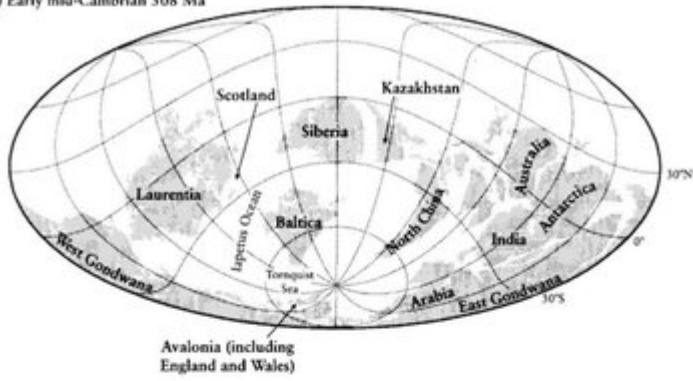 Early mid-Cambrian 508 Ma
Scotland
Kazakhstan
Siberia
Laurentia
Iapetus Ocean
Baltica
North China
Australia
Antarctica
India
30°N
0°
30°S
West Gondwana
Tornquist
Sea
Arabia
East Gondwana
Avalonia (including
England and Wales)